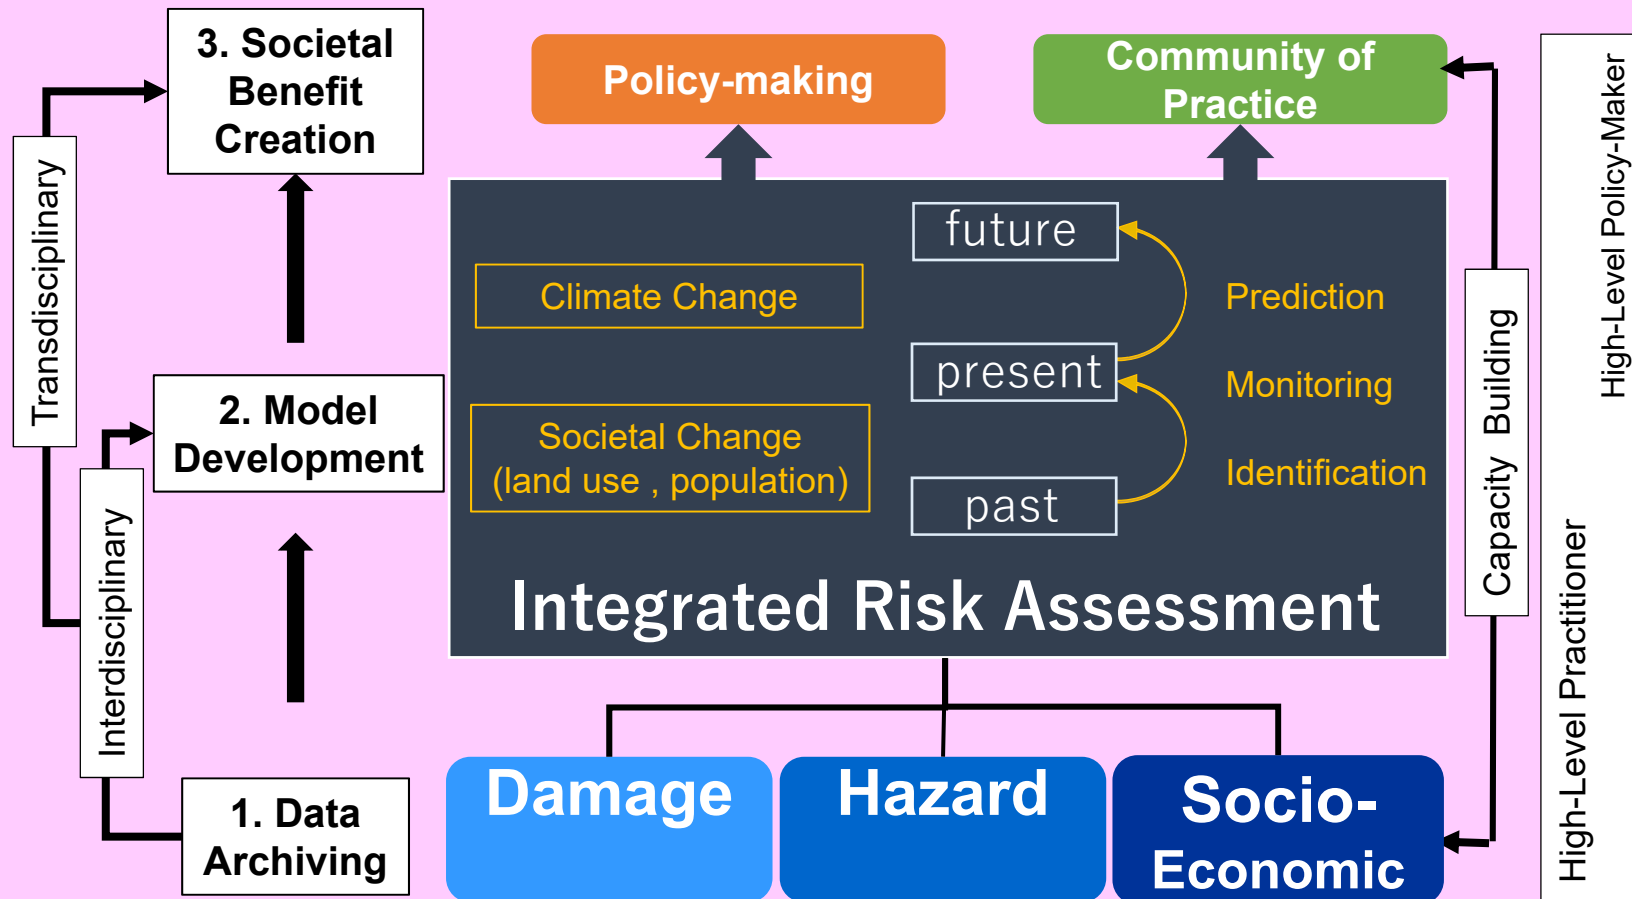 3. Societal
Benefit
Creation
Policy-making
Community of
Practice
Transdisciplinary
Interdisciplinary
2. Model
Development
1. Data
Archiving
future
Climate Change
Prediction
present
Monitoring
Societal Change
(land use , population)
Identification
past
Integrated Risk Assessment
Damage
Hazard
Socio-
Economic
Capacity Building
High-Level Policy-Maker
High-Level Practitioner